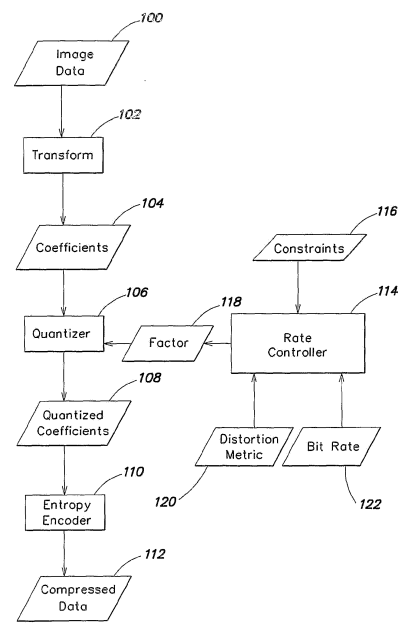 100
Image
Data
102
Transform
104
Coefficients
116
Constraints
106
118
114
Quantizer
Factor
Rate
Controller
108
Quantized
Coefficients
Distortion
Metric
Bit Rate
110
120
122
Entropy
Encoder
112
Compressed
Data